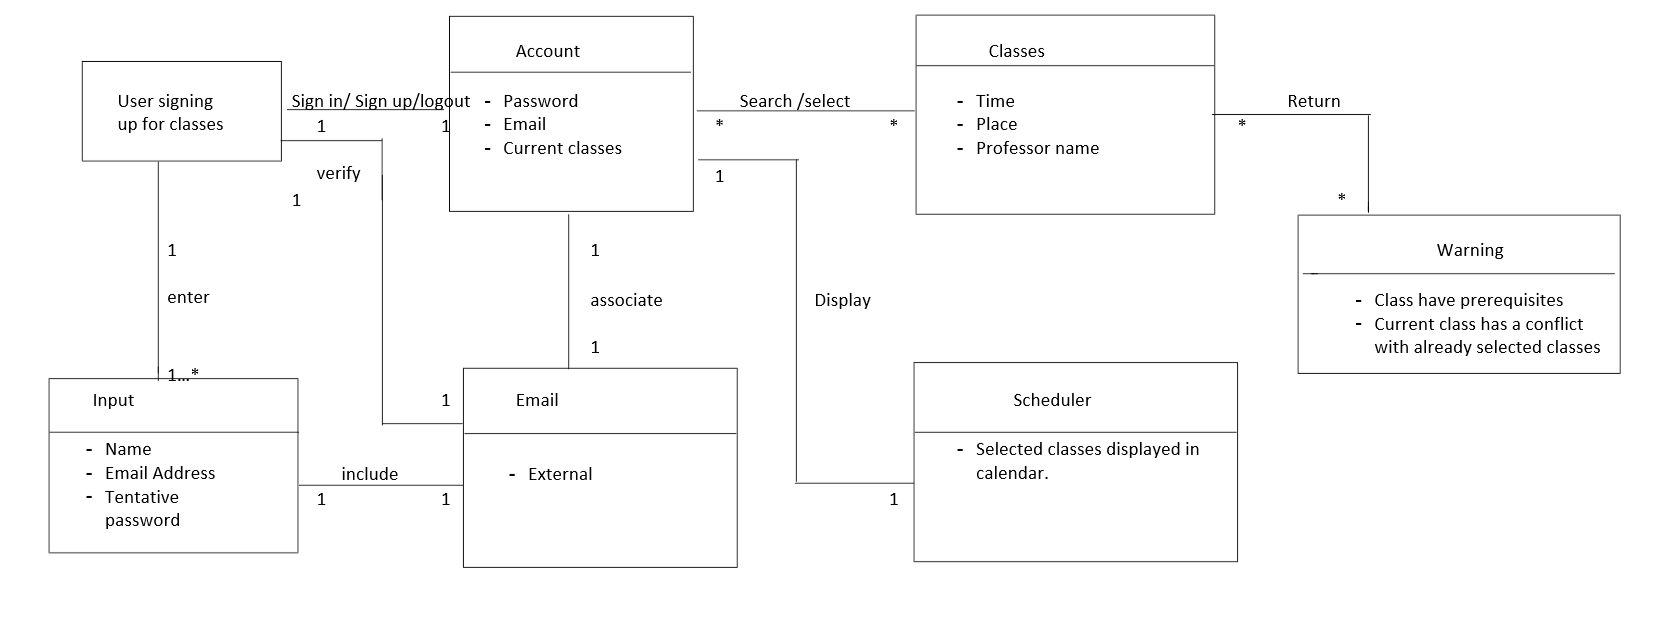 User signing
up for classes
Sign in/ Sign up/logout
1 1
verify
1
Account
- Password
- Email
- Current classes
Search /select
* *
1
Classes
- Time
- Place
- Professor name
Return
*
*
Warning
- Class have prerequisites
- Current class has a conflict
with already selected classes
1
enter
1...*
1
associate
1
Display
1
Input
- Name
- Email Address
- Tentative
password
include
1 1
1
Email
- External
Scheduler
- Selected classes displayed in
calendar.